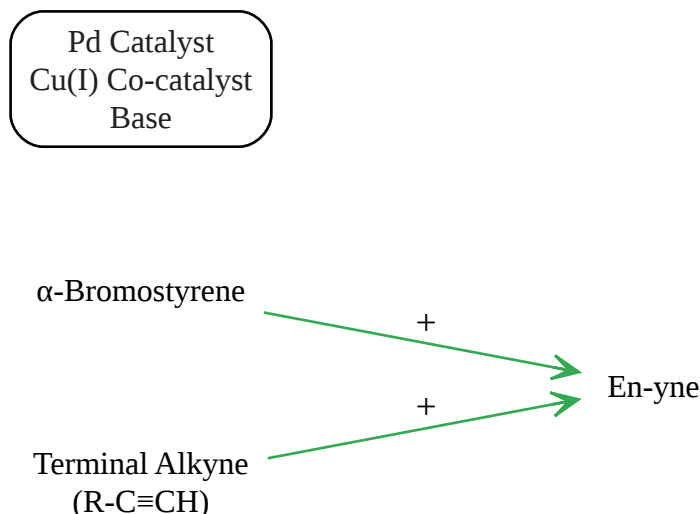 Pd Catalyst
Cu(I) Co-catalyst
Base
α-Bromostyrene
+
En-yne
+
Terminal Alkyne
(R-C≡CH)